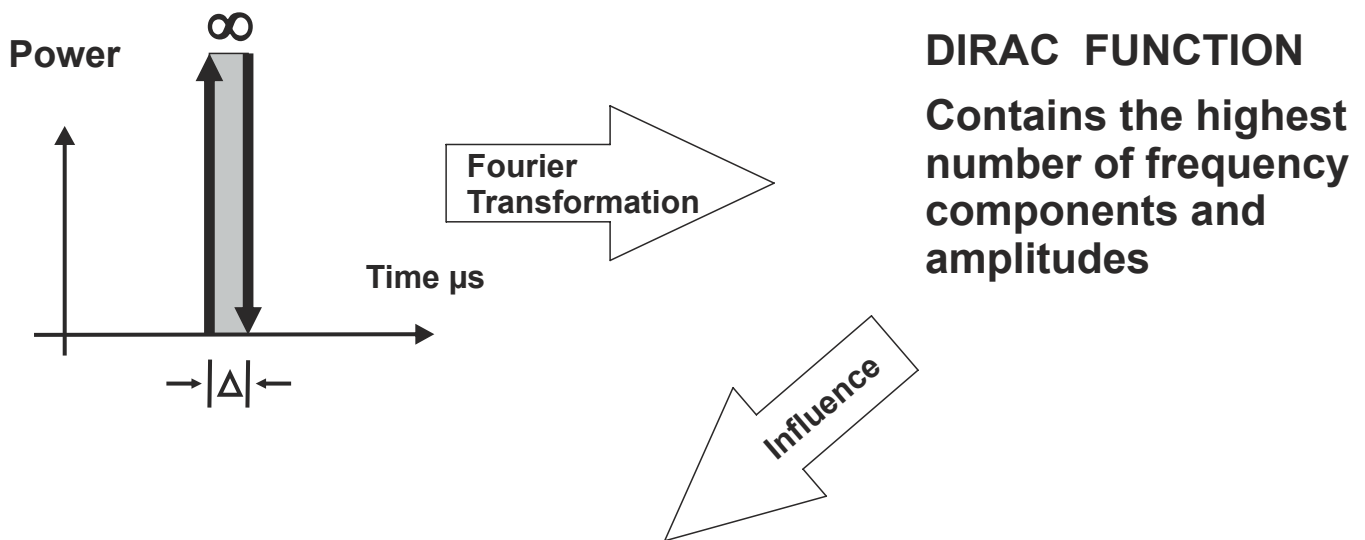 ∞
Power
Time µs
Δ
Fourier
Transformation
DIRAC FUNCTION
Contains the highest
number of frequency
components and
amplitudes
Influence